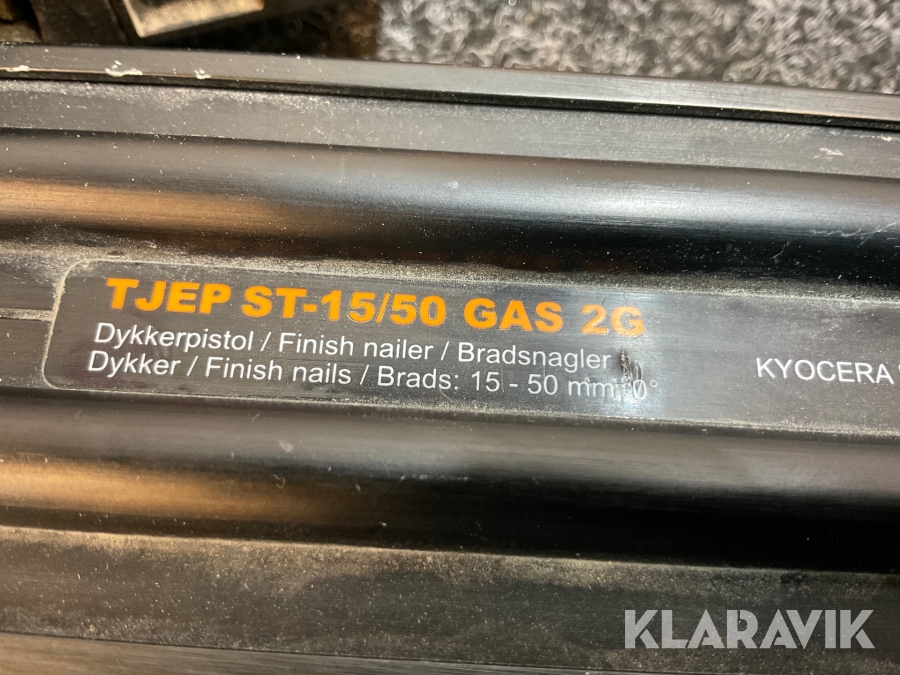 TJEP ST-15/50 GAS 2G
Dykkerpistol / Finish nailer / Bradsnagler
Dykker / Finish nails / Brads: 15 - 50 mm, 0°
KYOCERA
KLARAVIK